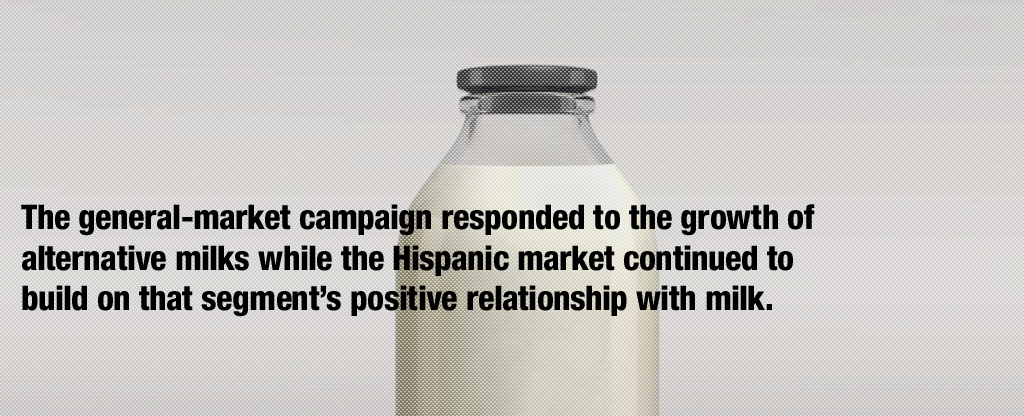 The general-market campaign responded to the growth of
alternative milks while the Hispanic market continued to
build on that segment’s positive relationship with milk.